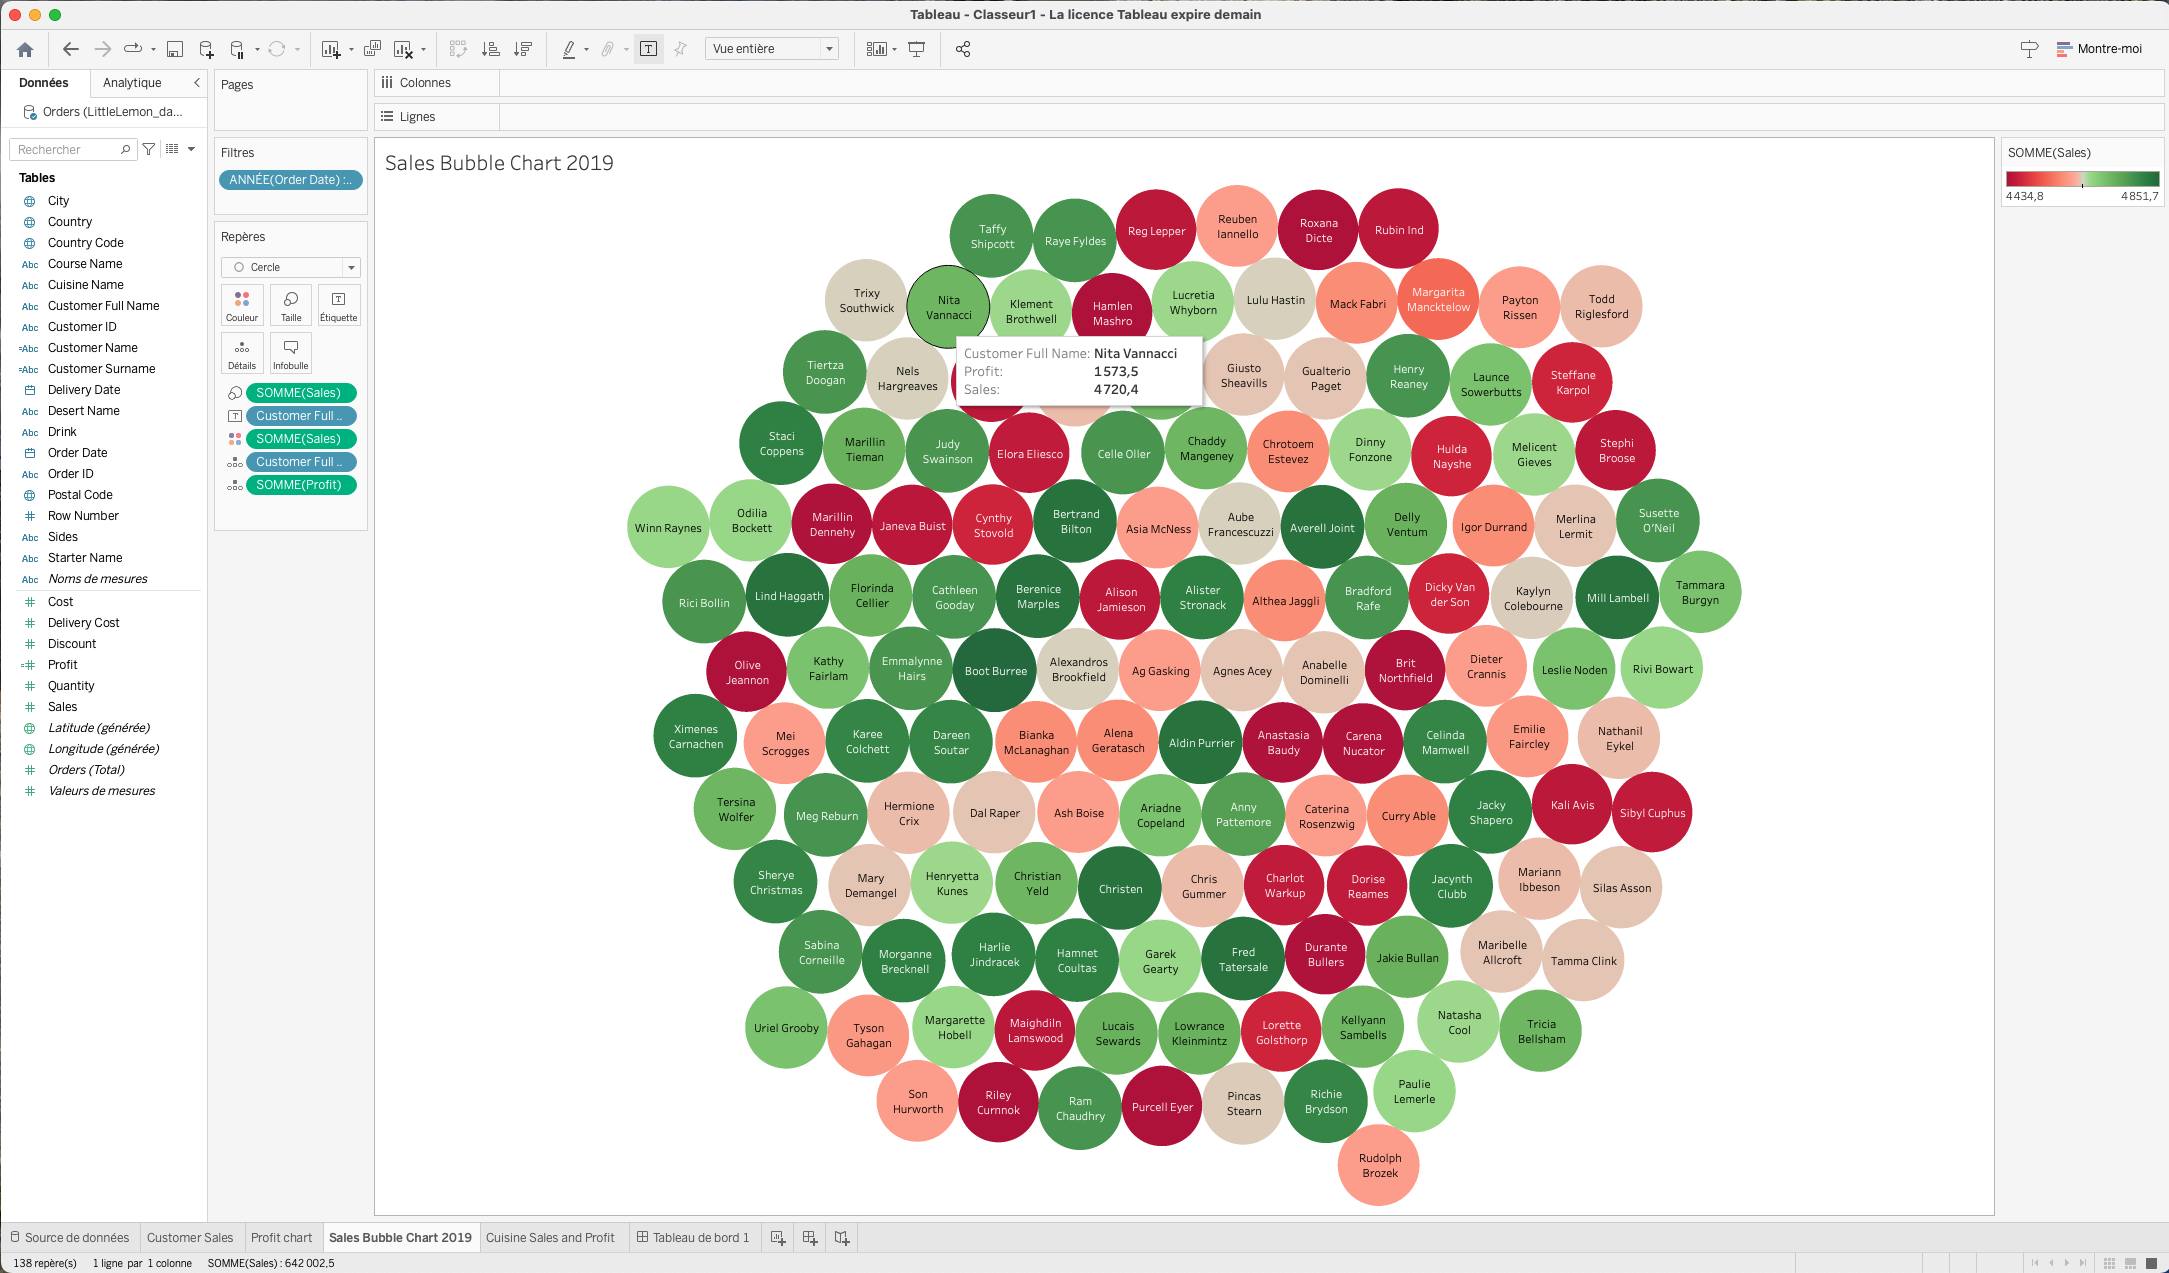 Tableau - Classeur1 - La licence Tableau expire demain
Vue entière
Montre-moi
Données
Analytique
Orders (LittleLemon_da...
Rechercher
Tables
City
Country
Country Code
Abc Course Name
Abc Cuisine Name
Abc Customer Full Name
Abc Customer ID
=Abc Customer Name
=Abc Customer Surname
Delivery Date
Abc Desert Name
Abc Drink
Order Date
Abc Order ID
Postal Code
# Row Number
Abc Sides
Abc Starter Name
Abc Noms de mesures
# Cost
# Delivery Cost
# Discount
=# Profit
# Quantity
# Sales
Latitude (générée)
Longitude (générée)
# Orders (Total)
# Valeurs de mesures
Pages
Filtres
ANNÉE(Order Date) :..
Repères
Cercle
Couleur
Taille
Étiquette
Détails
Infobulle
SOMME(Sales)
Customer Full ..
SOMME(Sales)
Customer Full ..
SOMME(Profit)
Colonnes
Lignes
Sales Bubble Chart 2019
Taffy Shipcott
Raye Fyldes
Reg Lepper
Reuben Iannello
Roxana Dicte
Rubin Ind
Trixy Southwick
Nita Vannacci
Klement Brothwell
Hamlen Mashro
Lucretia Whyborn
Lulu Hastin
Mack Fabri
Margarita Mancktelow
Payton Rissen
Todd Riglesford
Customer Full Name: Nita Vannacci
Profit: 1 573,5
Sales: 4 720,4
Tiertza Doogan
Nels Hargreaves
Giusto Sheavills
Gualterio Paget
Henry Reaney
Launce Sowerbutts
Steffane Karpol
Staci Coppens
Marillin Tieman
Judy Swainson
Elora Eliesco
Celle Oller
Chaddy Mangeney
Chrotoem Estevez
Dinny Fonzone
Hulda Nayshe
Melicent Gieves
Stephi Broose
Winn Raynes
Odilia Bockett
Marillin Dennehy
Janeva Buist
Cynthy Stovold
Bertrand Bilton
Asia McNess
Aube Francescuzzi
Averell Joint
Delly Ventum
Igor Durrand
Merlina Lermit
Susette O'Neil
Rici Bollin
Lind Haggath
Florinda Cellier
Cathleen Gooday
Berenice Marples
Alison Jamieson
Alister Stronack
Althea Jaggli
Bradford Rafe
Dicky Van der Son
Kaylyn Colebourne
Mill Lambell
Tammara Burgyn
Olive Jeannon
Kathy Fairlam
Emmalynne Hairs
Boot Burree
Alexandros Brookfield
Ag Gasking
Agnes Acey
Anabelle Dominelli
Brit Northfield
Dieter Crannis
Leslie Noden
Rivi Bowart
Ximenes Carnachen
Mei Scrogges
Karee Colchett
Dareen Soutar
Bianka McLanaghan
Alena Geratasch
Aldin Purrier
Anastasia Baudy
Carena Nucator
Celinda Mamwell
Emilie Faircley
Nathanil Eykel
Tersina Wolfer
Meg Reburn
Hermione Crix
Dal Raper
Ash Boise
Ariadne Copeland
Anny Pattemore
Caterina Rosenzwig
Curry Able
Jacky Shapero
Kali Avis
Sibyl Cuphus
Sherye Christmas
Mary Demangel
Henryetta Kunes
Christian Yeld
Christen
Chris Gummer
Charlot Warkup
Dorise Reames
Jacynth Clubb
Mariann Ibbeson
Silas Asson
Sabina Corneille
Morganne Brecknell
Harlie Jindracek
Hamnet Coultas
Garek Gearty
Fred Tatersale
Durante Bullers
Jakie Bullan
Maribelle Allcroft
Tamma Clink
Uriel Grooby
Tyson Gahagan
Margarette Hobell
Maighdiln Lamswood
Lucais Sewards
Lowrance Kleinmintz
Lorette Golsthorp
Kellyann Sambells
Natasha Cool
Tricia Bellsham
Son Hurworth
Riley Curnnok
Ram Chaudhry
Purcell Eyer
Pincas Stearn
Richie Brydson
Paulie Lemerle
Rudolph Brozek
SOMME(Sales)
4 434,8
4 851,7
Source de données
Customer Sales
Profit chart
Sales Bubble Chart 2019
Cuisine Sales and Profit
Tableau de bord 1
138 repère(s)
1 ligne par 1 colonne
SOMME(Sales) : 642 002,5